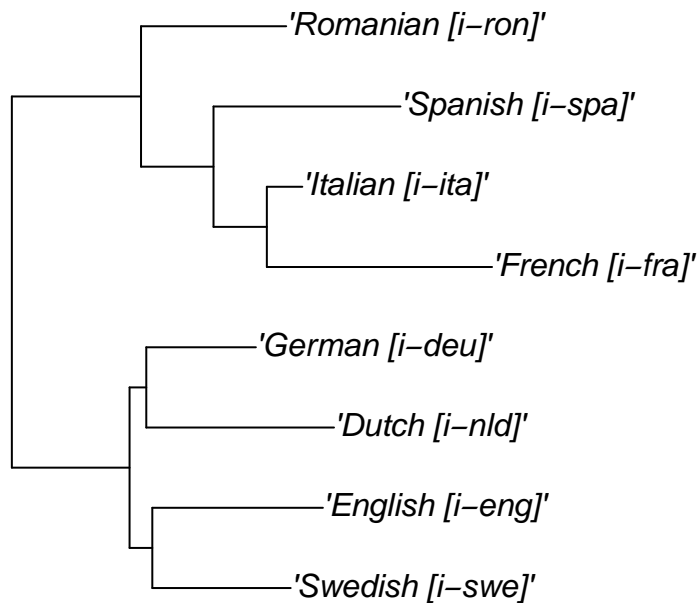 'Romanian [i−ron]'
'Spanish [i−spa]'
'Italian [i−ita]'
'French [i−fra]'
'German [i−deu]'
'Dutch [i−nld]'
'English [i−eng]'
'Swedish [i−swe]'